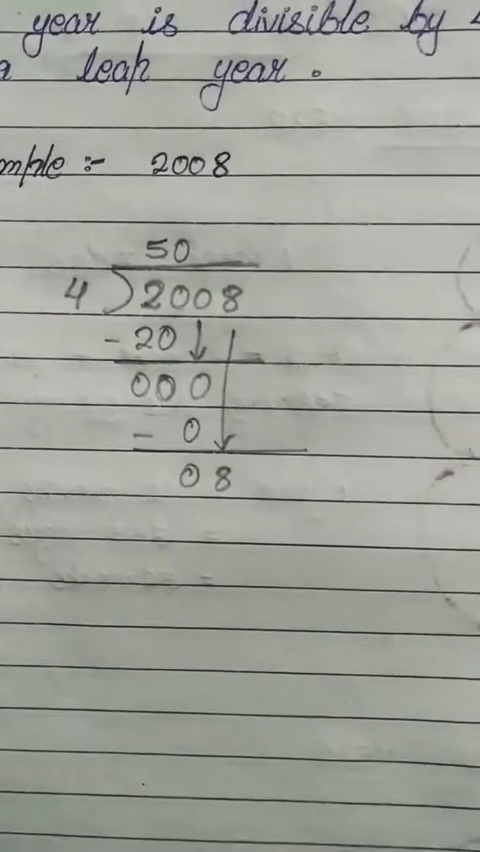 year is divisible by
leap year.
mple :- 2008
50
4)2008
-20
000
- 0
08